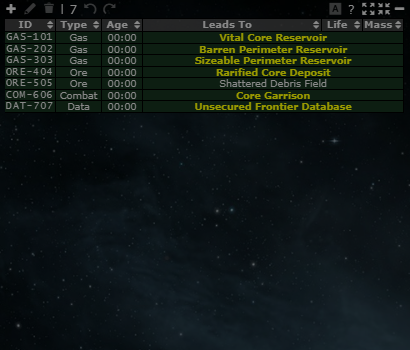 7
A ?
ID Type Age Leads To Life Mass
GAS-101 Gas 00:00 Vital Core Reservoir
GAS-202 Gas 00:00 Barren Perimeter Reservoir
GAS-303 Gas 00:00 Sizeable Perimeter Reservoir
ORE-404 Ore 00:00 Rarified Core Deposit
ORE-505 Ore 00:00 Shattered Debris Field
COM-606 Combat 00:00 Core Garrison
DAT-707 Data 00:00 Unsecured Frontier Database